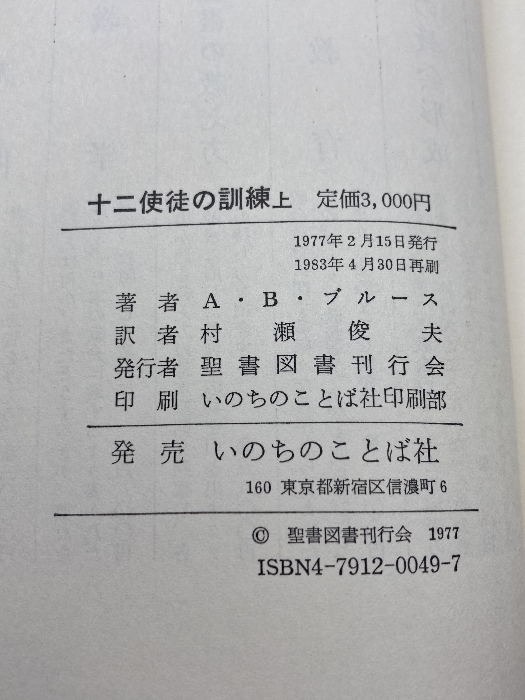 十二使徒の訓練上 定価3,000円
1977年2月15日発行
1983年4月30日再刷
著者 A・B・ブルース
訳者 村瀬俊夫
発行者 聖書図書刊行会
印刷 いのちのことば社印刷部
発売 いのちのことば社
160 東京都新宿区信濃町6
© 聖書図書刊行会 1977
ISBN4-7912-0049-7